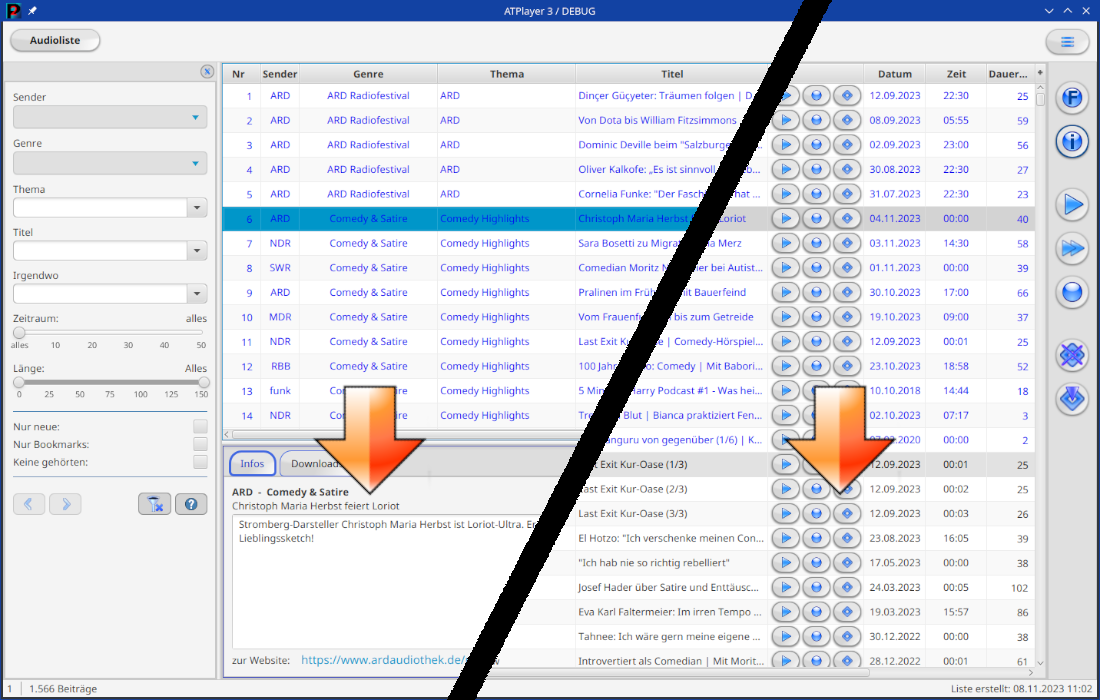 ATPlayer 3 / DEBUG
Audioliste
Sender
Genre
Thema
Titel
Irgendwo
Zeitraum: alles
alles 10 20 30 40 50
Länge: Alles
0 25 50 75 100 125 150
Nur neue:
Nur Bookmarks:
Keine gehörten:
Nr Sender Genre Thema Titel Datum Zeit Dauer...
1 ARD ARD Radiofestival ARD Dinçer Güçyeter: Träumen folgen | D 12.09.2023 22:30 25
2 ARD ARD Radiofestival ARD Von Dota bis William Fitzsimmons 08.09.2023 05:55 59
3 ARD ARD Radiofestival ARD Dominic Deville beim "Salzburge 02.09.2023 23:00 56
4 ARD ARD Radiofestival ARD Oliver Kalkofe: „Es ist sinnvoll 30.08.2023 22:30 27
5 ARD ARD Radiofestival ARD Cornelia Funke: "Der Fasch hat ... 31.07.2023 22:30 23
6 ARD Comedy & Satire Comedy Highlights Christoph Maria Herbst Loriot 04.11.2023 00:00 40
7 NDR Comedy & Satire Comedy Highlights Sara Bosetti zu Migrat Merz 03.11.2023 14:30 58
8 SWR Comedy & Satire Comedy Highlights Comedian Moritz N ier bei Autist... 01.11.2023 00:00 39
9 ARD Comedy & Satire Comedy Highlights Pralinen im Früh it Bauerfeind 30.10.2023 17:00 66
10 MDR Comedy & Satire Comedy Highlights Vom Frauenf bis zum Getreide 19.10.2023 09:00 37
11 NDR Comedy & Satire Comedy Highlights Last Exit Ku | Comedy-Hörspiel... 12.09.2023 00:01 25
12 RBB Comedy & Satire Comedy Highlights 100 Jah o: Comedy | Mit Babori... 23.10.2023 18:58 52
13 funk Comedy & Satire Comedy Highlights 5 Min arry Podcast #1 - Was hei... 10.10.2018 14:44 18
14 NDR Comedy & Satire Comedy Highlights Tre Blut | Bianca praktiziert Fen... 02.10.2023 07:17 3
anguru von gegenüber (1/6) | K... 2020 00:00 2
Exit Kur-Oase (1/3) 12.09.2023 00:01 25
Last Exit Kur-Oase (2/3) 12.09.2023 00:02 25
Last Exit Kur-Oase (3/3) 12.09.2023 00:03 26
El Hotzo: "Ich verschenke meinen Con... 23.08.2023 16:05 39
"Ich hab nie so richtig rebelliert" 17.05.2023 00:00 38
Josef Hader über Satire und Enttäusc... 24.03.2023 00:05 102
Eva Karl Faltermeier: Im irren Tempo ... 19.03.2023 15:57 86
Tahnee: Ich wäre gern meine eigene ... 30.12.2022 00:00 38
Introvertiert als Comedian | Mit Morit... 28.12.2022 00:01 61
Infos Download
ARD - Comedy & Satire
Christoph Maria Herbst feiert Loriot
Stromberg-Darsteller Christoph Maria Herbst ist Loriot-Ultra.
Lieblingssketch!
zur Website: https://www.ardaudiothek.de/
1 1.566 Beiträge Liste erstellt: 08.11.2023 11:02